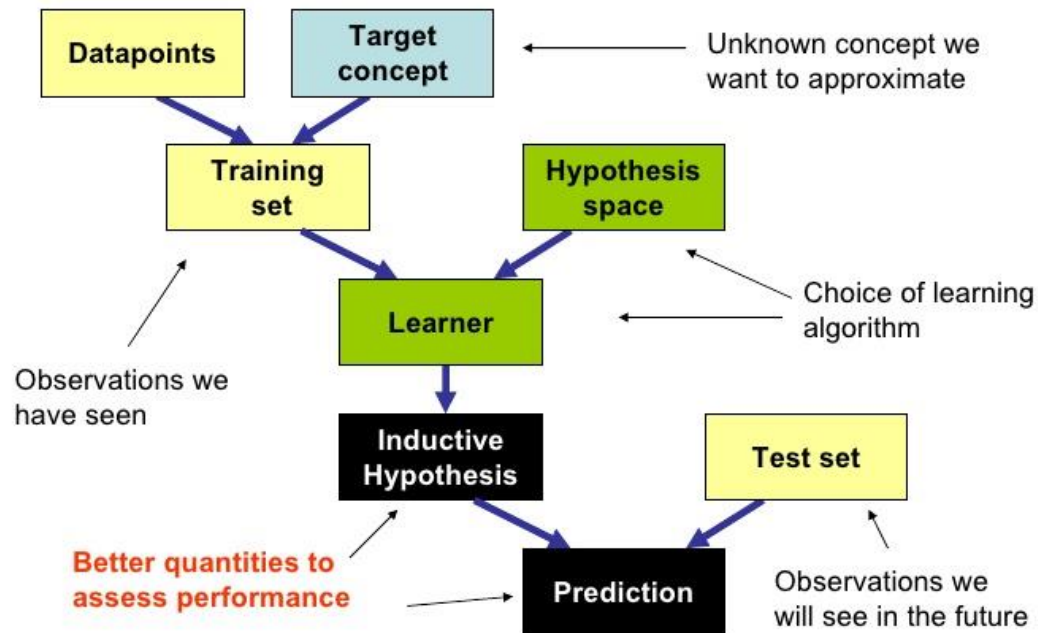 Datapoints
Target
concept
Unknown concept we
want to approximate
Training
set
Hypothesis
space
Learner
Choice of learning
algorithm
Observations we
have seen
Inductive
Hypothesis
Test set
Better quantities to
assess performance
Prediction
Observations we
will see in the future